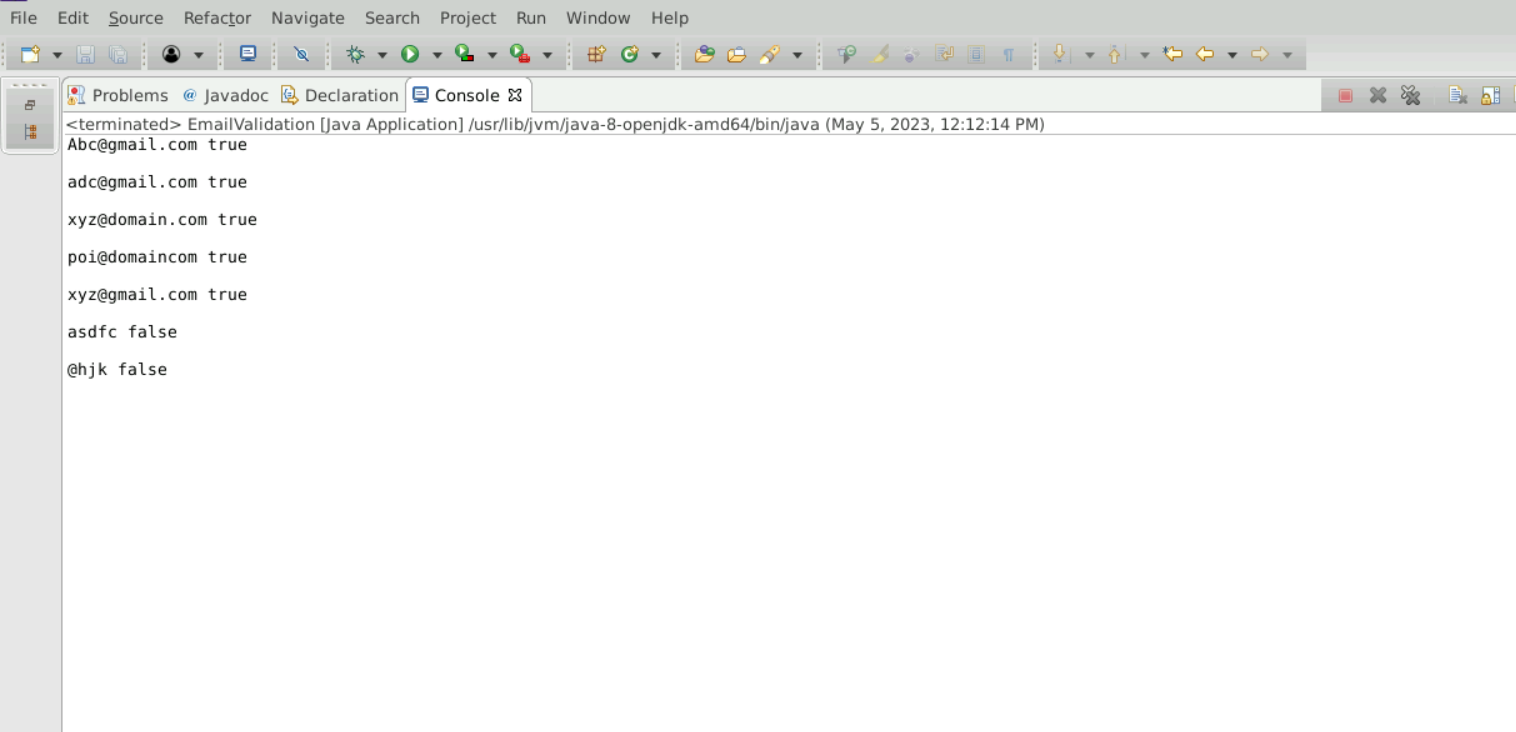 File Edit Source Refactor Navigate Search Project Run Window Help
Problems @ Javadoc Declaration Console
<terminated> EmailValidation [Java Application] /usr/lib/jvm/java-8-openjdk-amd64/bin/java (May 5, 2023, 12:12:14 PM)
Abc@gmail.com true
adc@gmail.com true
xyz@domain.com true
poi@domaincom true
xyz@gmail.com true
asdfc false
@hjk false